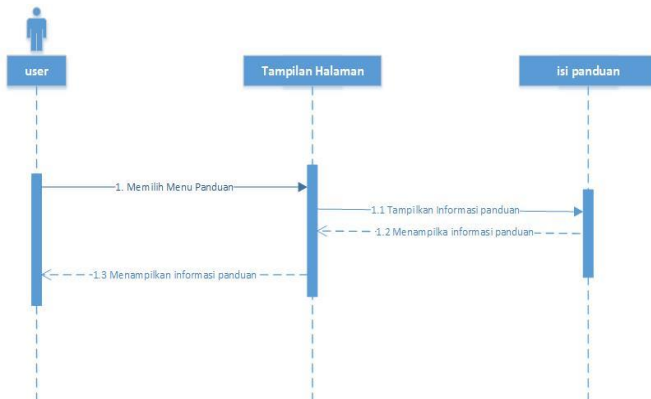 user
Tampilan Halaman
isi panduan
1. Memilih Menu Panduan
1.1 Tampilkan Informasi panduan
1.2 Menampilka informasi panduan
1.3 Menampilkan informasi panduan